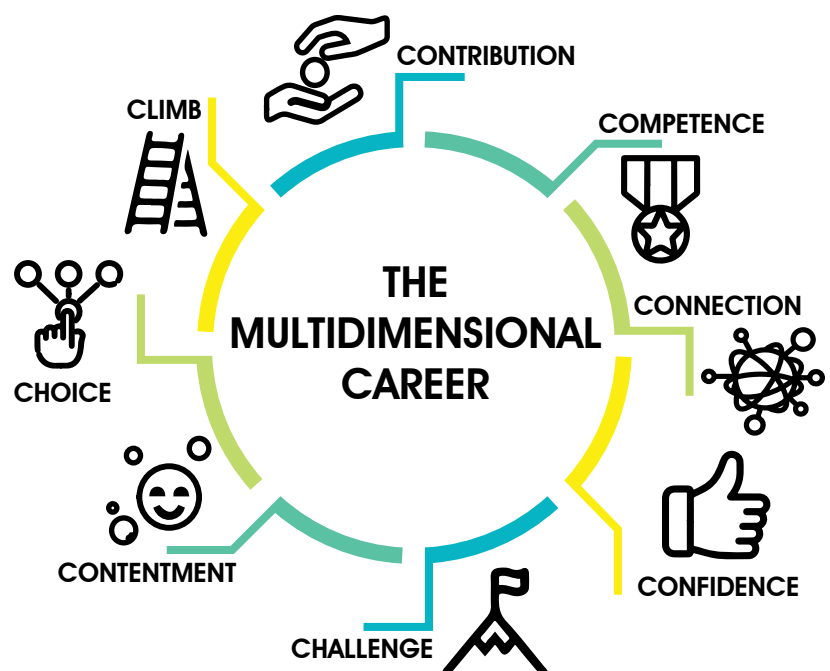 CONTRIBUTION
CLIMB
COMPETENCE
THE
MULTIDIMENSIONAL
CAREER
CONNECTION
CHOICE
CONTENTMENT
CONFIDENCE
CHALLENGE